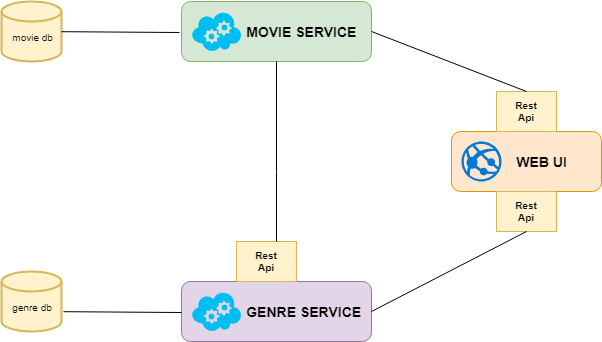 movie db
MOVIE SERVICE
Rest
Api
WEB UI
Rest
Api
Rest
Api
genre db
GENRE SERVICE